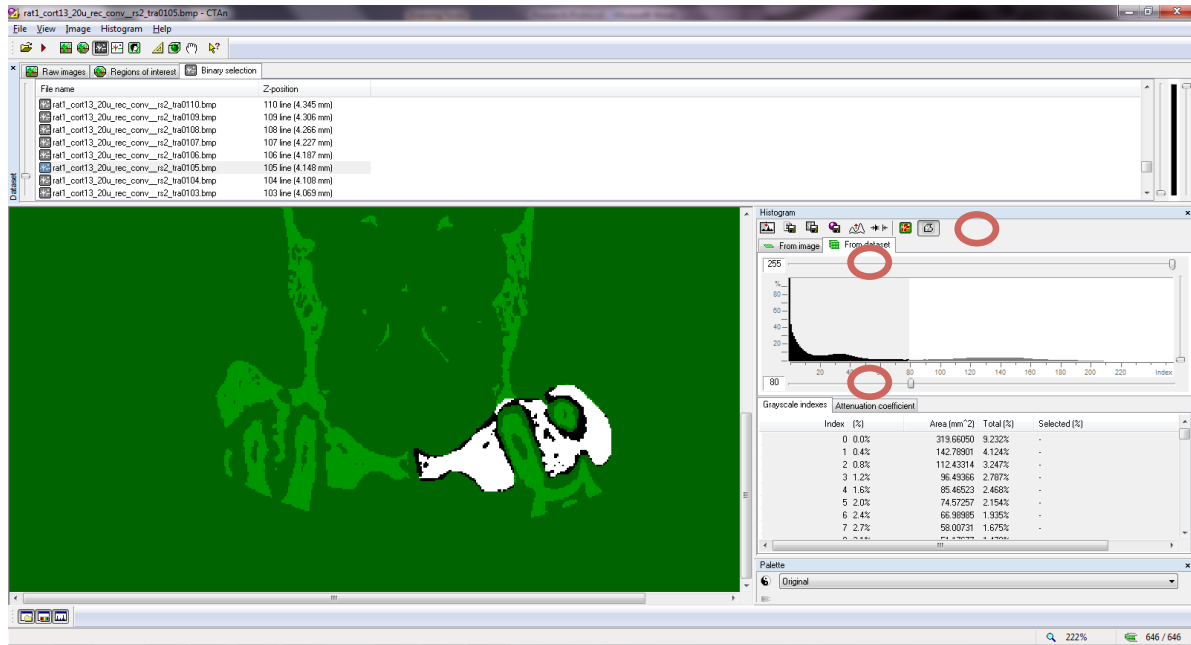 rat1_cort13_20u_rec_conv__rs2_tra0105.bmp - CTAn
File View Image Histogram Help
Raw images Regions of interest Binary selection
File name Z-position
rat1_cort13_20u_rec_conv__rs2_tra0110.bmp 110 line (4.345 mm)
rat1_cort13_20u_rec_conv__rs2_tra0109.bmp 109 line (4.306 mm)
rat1_cort13_20u_rec_conv__rs2_tra0108.bmp 108 line (4.266 mm)
rat1_cort13_20u_rec_conv__rs2_tra0107.bmp 107 line (4.227 mm)
rat1_cort13_20u_rec_conv__rs2_tra0106.bmp 106 line (4.187 mm)
rat1_cort13_20u_rec_conv__rs2_tra0105.bmp 105 line (4.148 mm)
rat1_cort13_20u_rec_conv__rs2_tra0104.bmp 104 line (4.108 mm)
rat1_cort13_20u_rec_conv__rs2_tra0103.bmp 103 line (4.069 mm)
Dataset
Histogram
From image From dataset
255
%
80
60
40
20
20 40 80 100 120 140 160 180 200 220 Index
80
Grayscale indexes Attenuation coefficient
Index (%) Area (mm^2) Total (%) Selected (%)
0 0.0% 319.66050 9.232% -
1 0.4% 142.78901 4.124% -
2 0.8% 112.43314 3.247% -
3 1.2% 96.49366 2.787% -
4 1.6% 85.46523 2.468% -
5 2.0% 74.57257 2.154% -
6 2.4% 66.98985 1.935% -
7 2.7% 58.00731 1.675% -
Palette
Original
222% 646 / 646